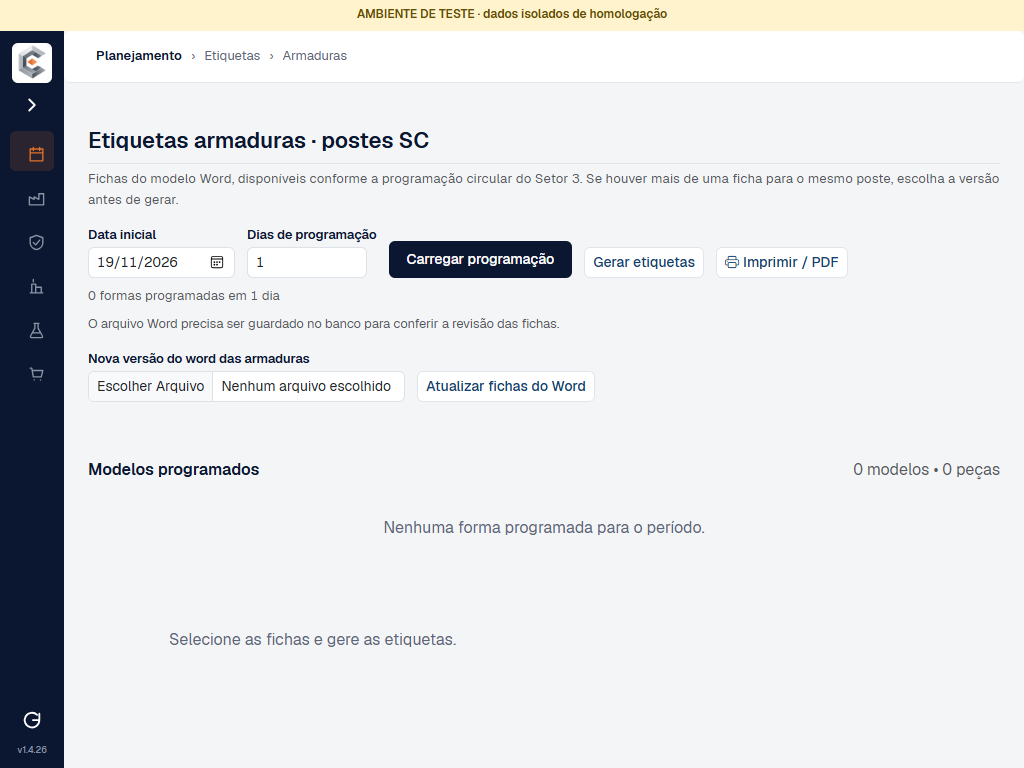 AMBIENTE DE TESTE · dados isolados de homologação
Planejamento › Etiquetas › Armaduras
Etiquetas armaduras · postes SC
Fichas do modelo Word, disponíveis conforme a programação circular do Setor 3. Se houver mais de uma ficha para o mesmo poste, escolha a versão
antes de gerar.
Data inicial
Dias de programação
19/11/2026
1
Carregar programação
Gerar etiquetas
Imprimir / PDF
0 formas programadas em 1 dia
O arquivo Word precisa ser guardado no banco para conferir a revisão das fichas.
Nova versão do word das armaduras
Escolher Arquivo Nenhum arquivo escolhido
Atualizar fichas do Word
Modelos programados
0 modelos • 0 peças
Nenhuma forma programada para o período.
Selecione as fichas e gere as etiquetas.
v1.4.26